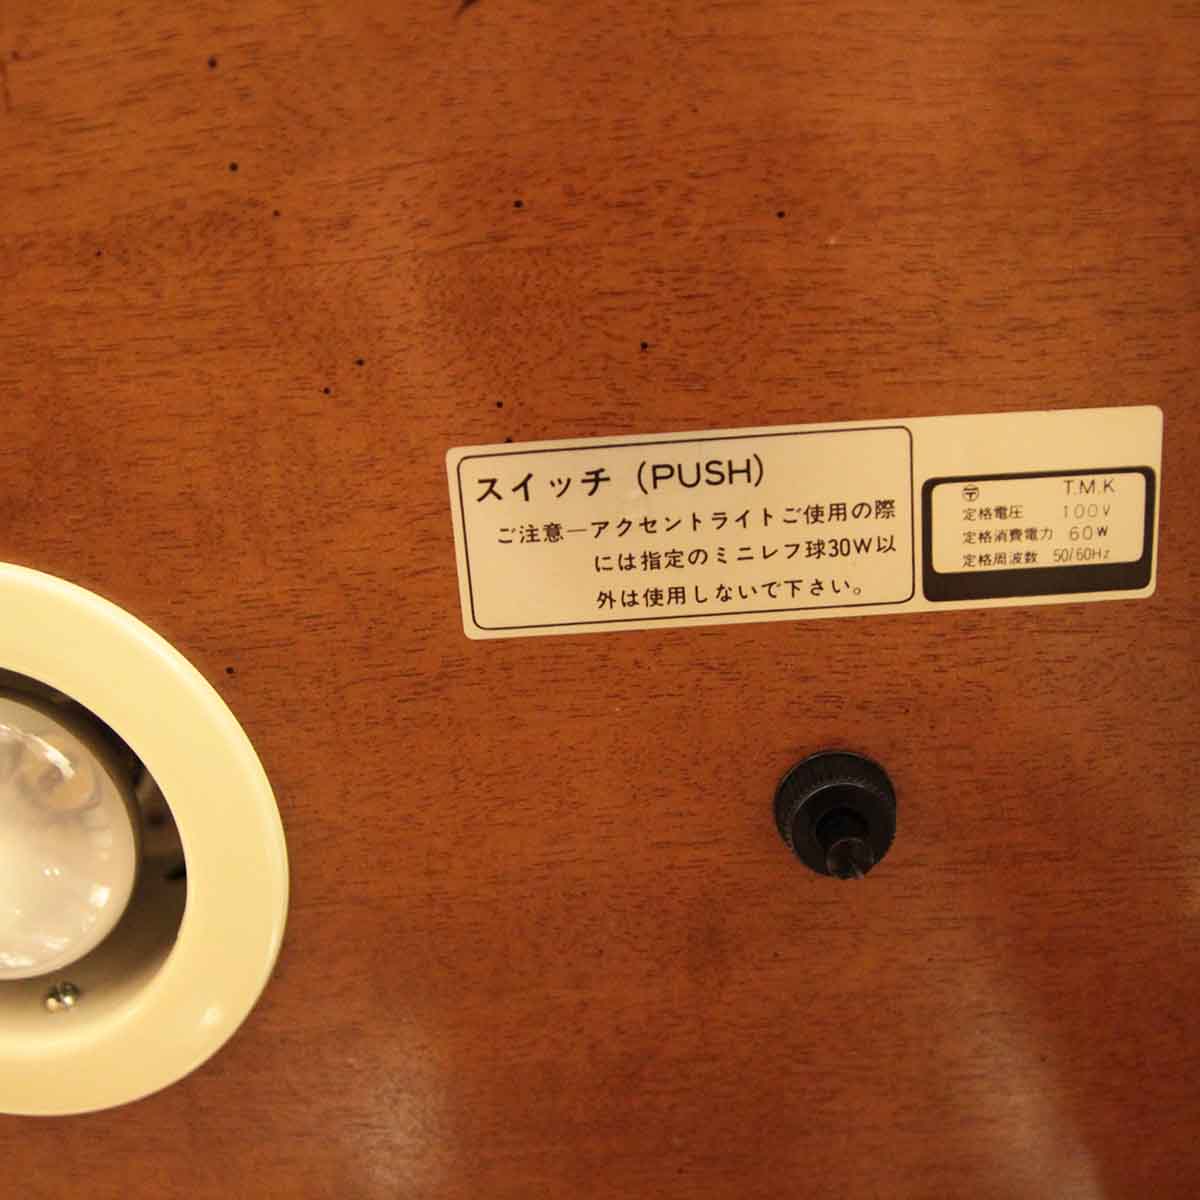 スイッチ (PUSH)
ご注意―アクセントライトご使用の際
には指定のミニレフ球30W以
外は使用しないで下さい。
〒 T.M.K
定格電圧 100V
定格消費電力 60W
定格周波数 50/60Hz